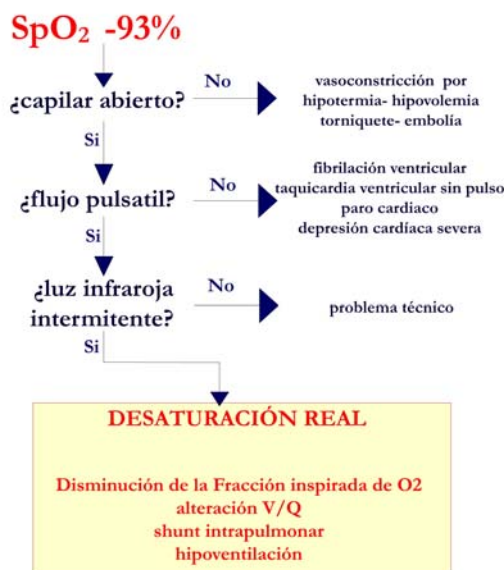 SpO2 -93%
¿capilar abierto?
No
vasoconstricción por
hipotermia- hipovolemia
torniquete- embolía
Si
¿flujo pulsatil?
No
fibrilación ventricular
taquicardia ventricular sin pulso
paro cardiaco
depresión cardíaca severa
Si
¿luz infraroja
intermitente?
No
problema técnico
Si
DESATURACIÓN REAL
Disminución de la Fracción inspirada de O2
alteración V/Q
shunt intrapulmonar
hipoventilación